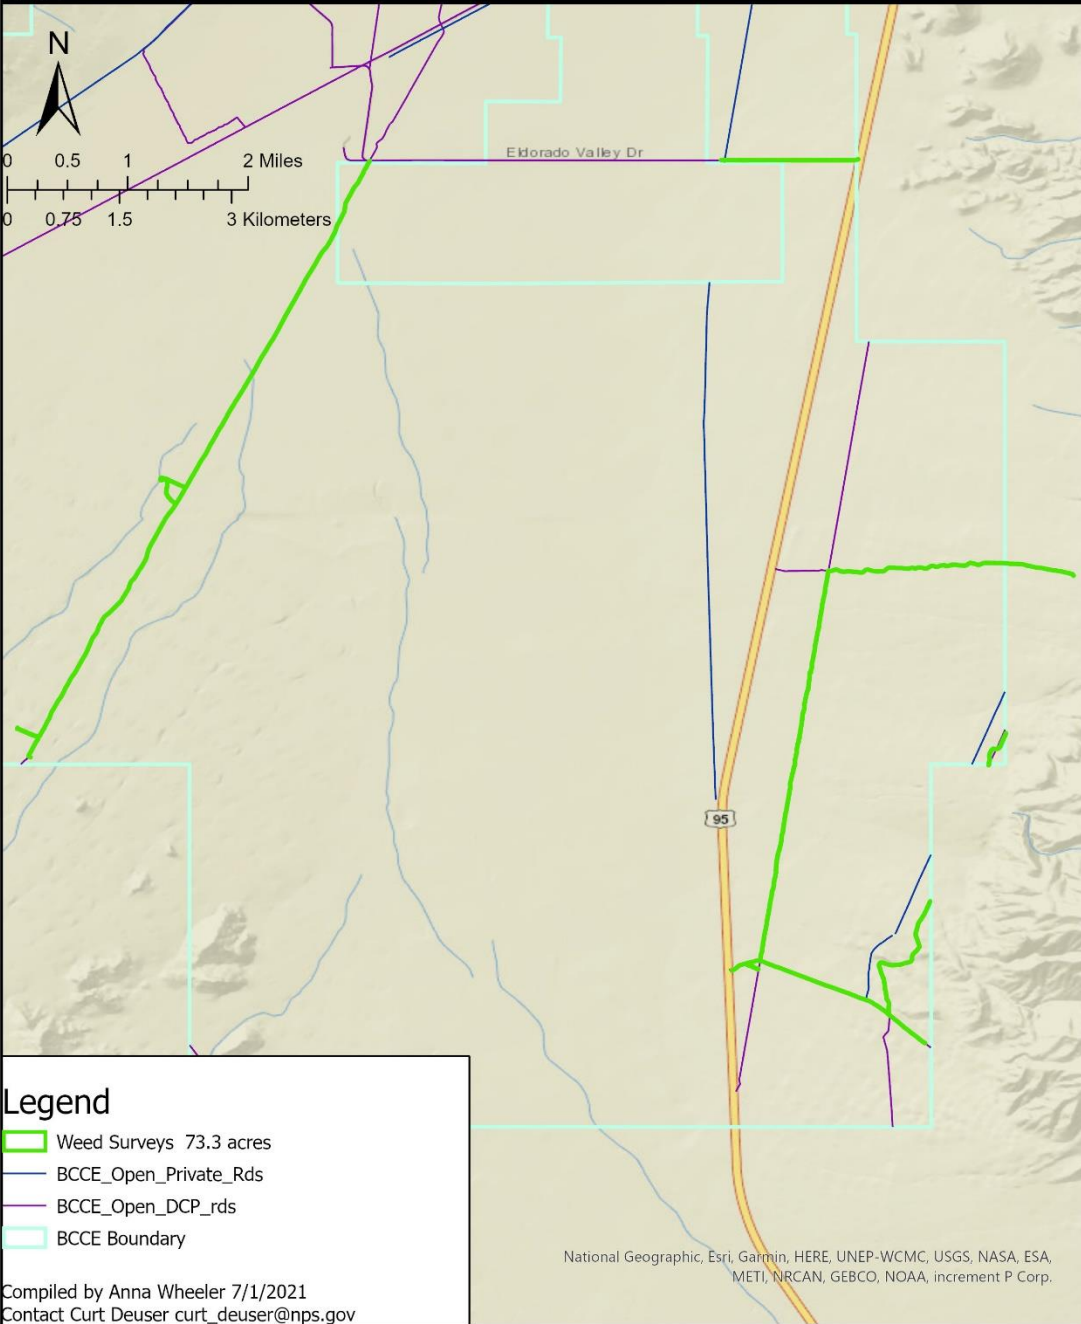 N
0 0.5 1 2 Miles
0 0.75 1.5 3 Kilometers
Eldorado Valley Dr
95
Legend
Weed Surveys 73.3 acres
BCCE_Open_Private_Rds
BCCE_Open_DCP_rds
BCCE Boundary
Compiled by Anna Wheeler 7/1/2021
Contact Curt Deuser curt_deuser@nps.gov
National Geographic, Esri, Garmin, HERE, UNEP-WCMC, USGS, NASA, ESA,
METI, NRCAN, GEBCO, NOAA, increment P Corp.